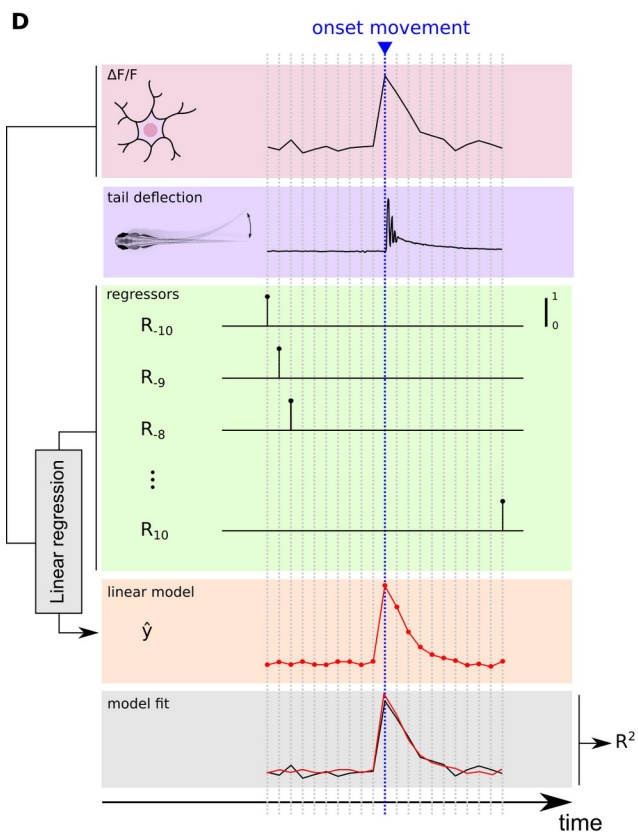 D
onset movement
ΔF/F
tail deflection
regressors
R-10
1
0
R-9
R-8
⋮
R10
Linear regression
linear model
ŷ
model fit
R²
time